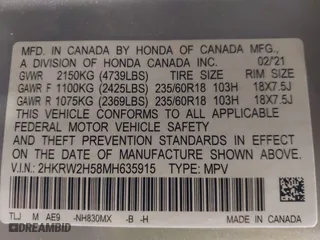 MFD. IN CANADA BY HONDA OF CANADA MFG.,
A DIVISION OF HONDA CANADA INC. 02/'21
GVWR 2150KG (4739LBS) TIRE SIZE RIM SIZE
GAWR F 1100KG (2425LBS) 235/60R18 103H 18X7.5J
GAWR R 1075KG (2369LBS) 235/60R18 103H 18X7.5J
THIS VEHICLE CONFORMS TO ALL APPLICABLE
FEDERAL MOTOR VEHICLE SAFETY, BUMPER,
AND THEFT PREVENTION STANDARDS IN EFFECT ON THE
DATE OF MANUFACTURE SHOWN ABOVE.
V.I.N.: 2HKRW2H58MH635915 TYPE: MPV
TLJ M AE9 -NH830MX -B -H
DREAMBID